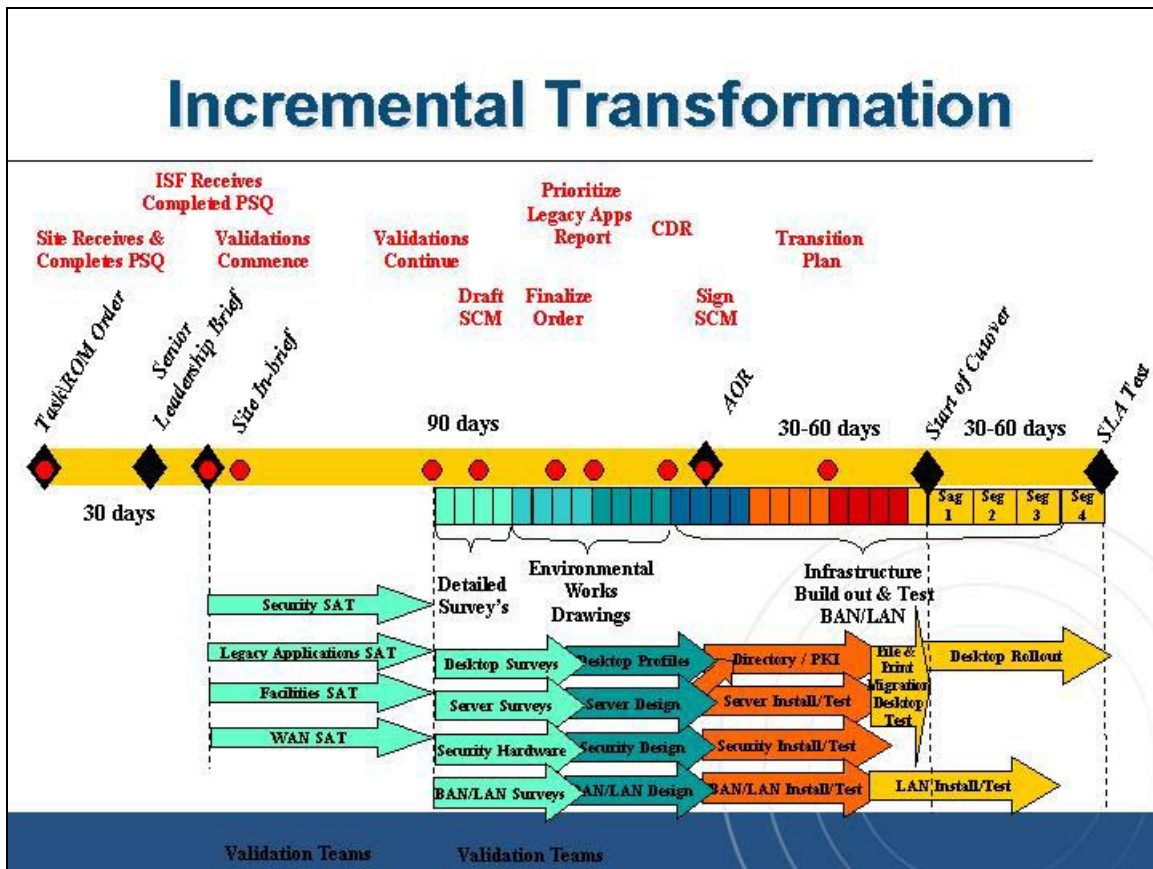 Incremental Transformation
ISF Receives
Completed PSQ
Prioritize
Legacy Apps
Report
CDR
Site Receives &
Completes PSQ
Validations
Commence
Validations
Continue
Transition
Plan
Draft
SCM
Finalize
Order
Sign
SCM
Task\ROM Order
Senior
Leadership Brief
Site In-brief
AOR
Start of Cutover
SLA Test
90 days
30-60 days
30-60 days
30 days
Sag
1
Seg
2
Seg
3
Seg
4
Detailed
Survey's
Environmental
Works
Drawings
Infrastructure
Build out & Test
BAN/LAN
Security SAT
Legacy Applications SAT
Facilities SAT
WAN SAT
Desktop Surveys
Desktop Profiles
Directory / PKI
File &
Print
Migration
Desktop
Test
Desktop Rollout
Server Surveys
Server Design
Server Install/Test
Security Hardware
Security Design
Security Install/Test
BAN/LAN Surveys
BAN/LAN Design
BAN/LAN Install/Test
LAN Install/Test
Validation Teams
Validation Teams